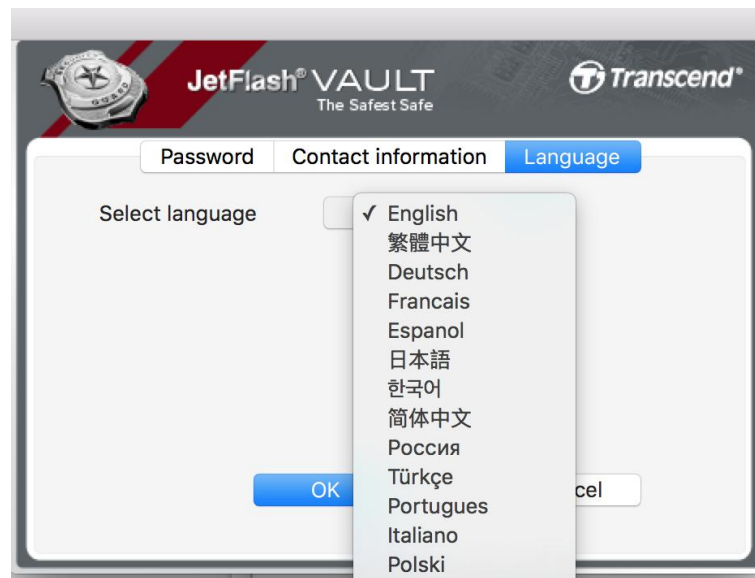 JetFlash® VAULT
The Safest Safe
Transcend®
GUARD
Password Contact information Language
Select language
✓ English
繁體中文
Deutsch
Francais
Espanol
日本語
한국어
简体中文
Россия
Türkçe
Portugues
Italiano
Polski
OK
cel